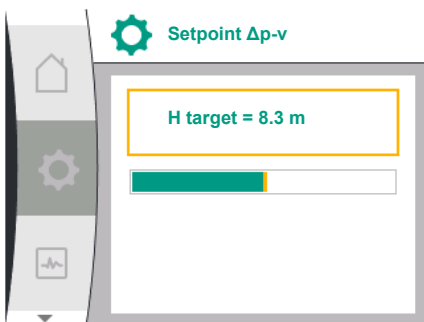 Setpoint Δp-v
H target = 8.3 m